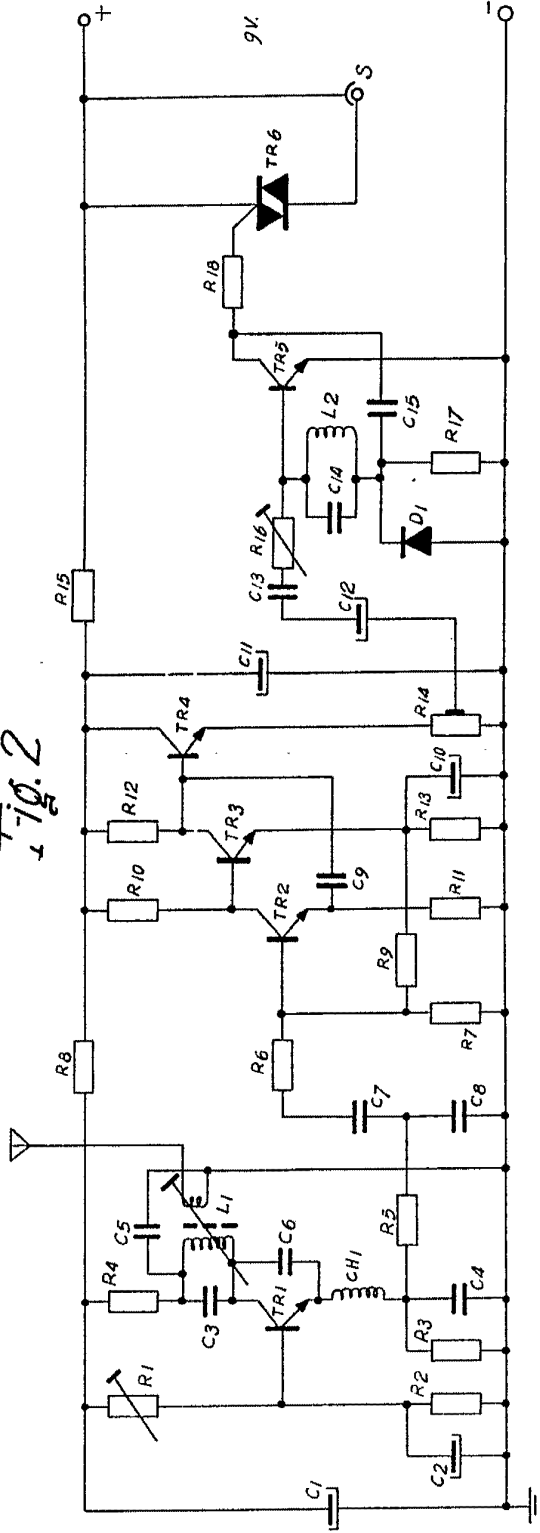 Fig. 2
+
9V.
-
S
TR6
R18
TR5
L2
C14
C15
R17
D1
R16
C13
C12
R15
C11
R14
TR4
R12
TR3
C10
R13
R10
TR2
C9
R11
R9
R8
R6
R7
C7
C8
C5
L1
R5
R4
C3
C6
TR1
CH1
C4
R3
R1
R2
C2
C1